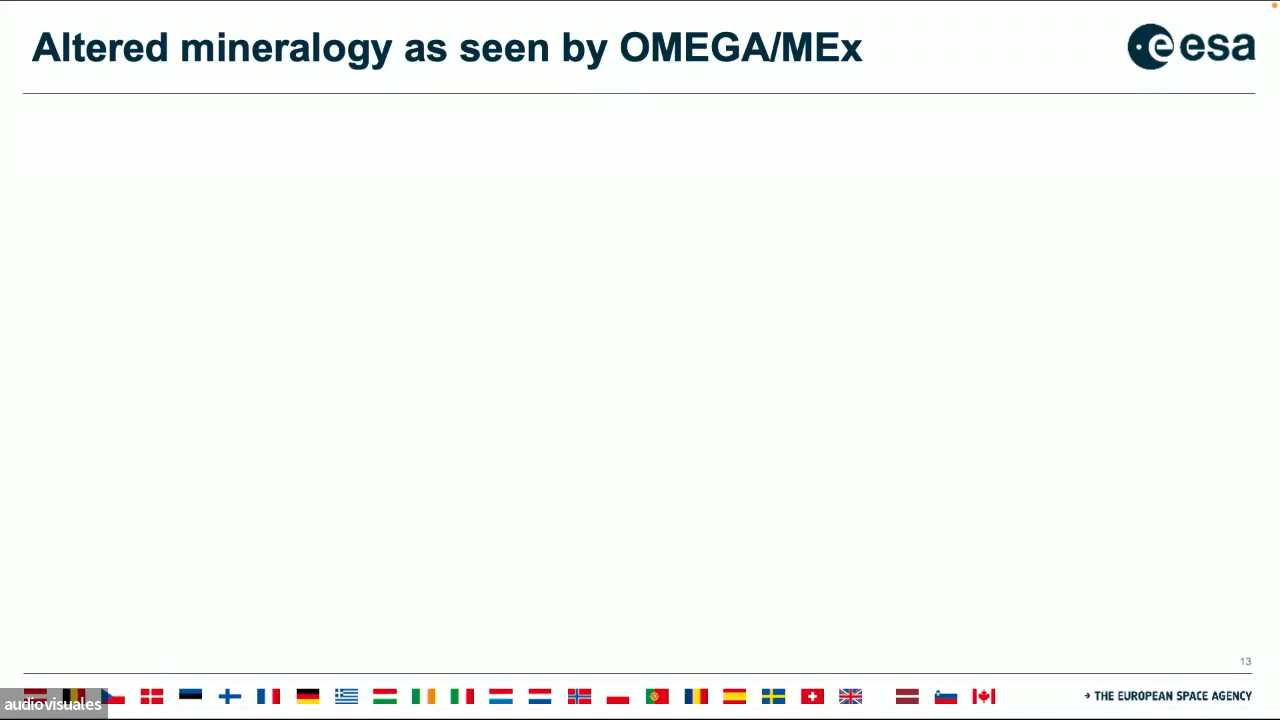 Altered mineralogy as seen by OMEGA/MEx
esa
13
audiovisuales
→ THE EUROPEAN SPACE AGENCY